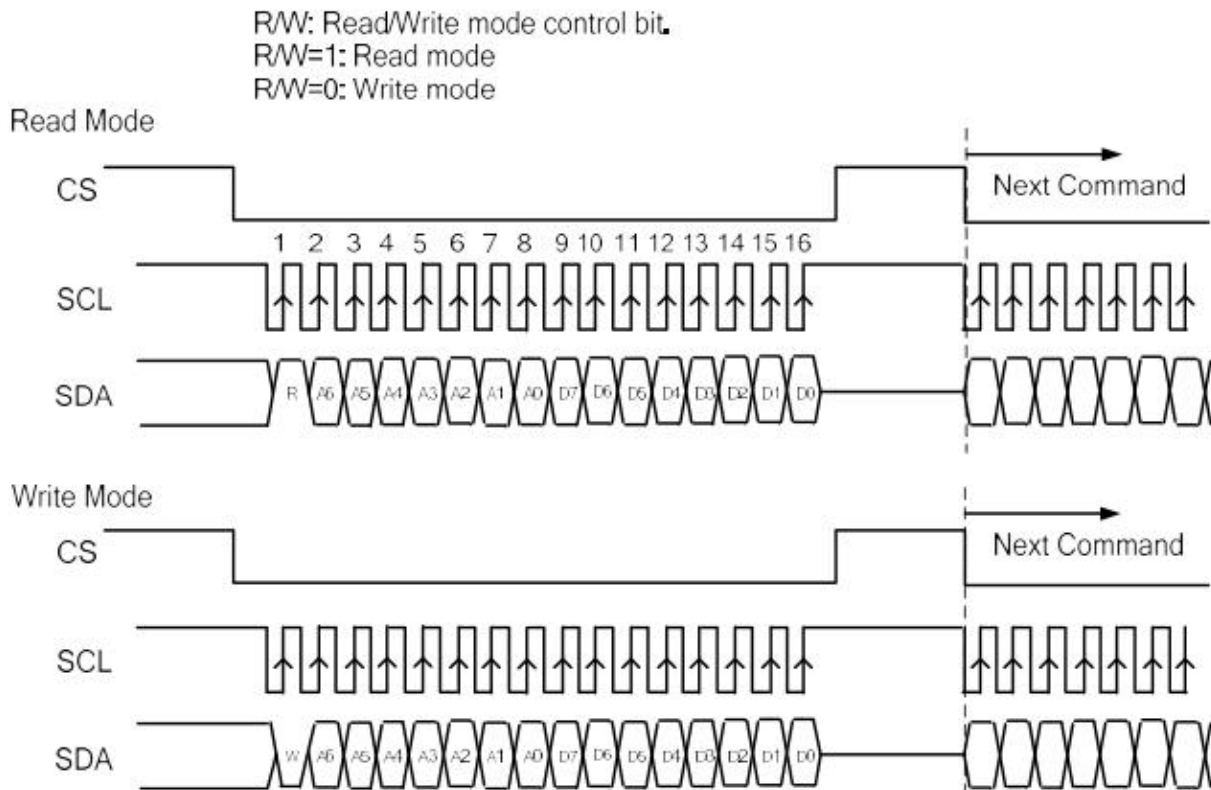 R/W: Read/Write mode control bit.
R/W=1: Read mode
R/W=0: Write mode
Read Mode
CS
Next Command
1 2 3 4 5 6 7 8 9 10 11 12 13 14 15 16
SCL
SDA
R A6 A5 A4 A3 A2 A1 A0 D7 D6 D5 D4 D3 D2 D1 D0
Write Mode
CS
Next Command
SCL
SDA
W A6 A5 A4 A3 A2 A1 A0 D7 D6 D5 D4 D3 D2 D1 D0